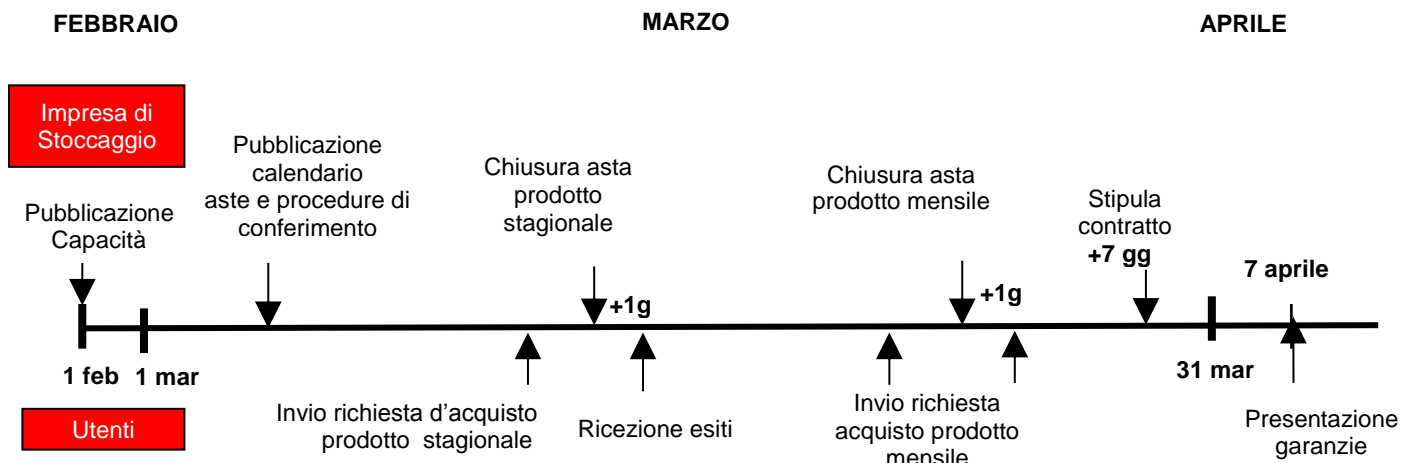 FEBBRAIO
MARZO
APRILE
Impresa di
Stoccaggio
Pubblicazione
Capacità
Pubblicazione
calendario
aste e procedure di
conferimento
Chiusura asta
prodotto
stagionale
Chiusura asta
prodotto mensile
Stipula
contratto
+7 gg
7 aprile
+1g
+1g
1 feb
1 mar
31 mar
Utenti
Invio richiesta d'acquisto
prodotto stagionale
Ricezione esiti
Invio richiesta
acquisto prodotto
mensile
Presentazione
garanzie